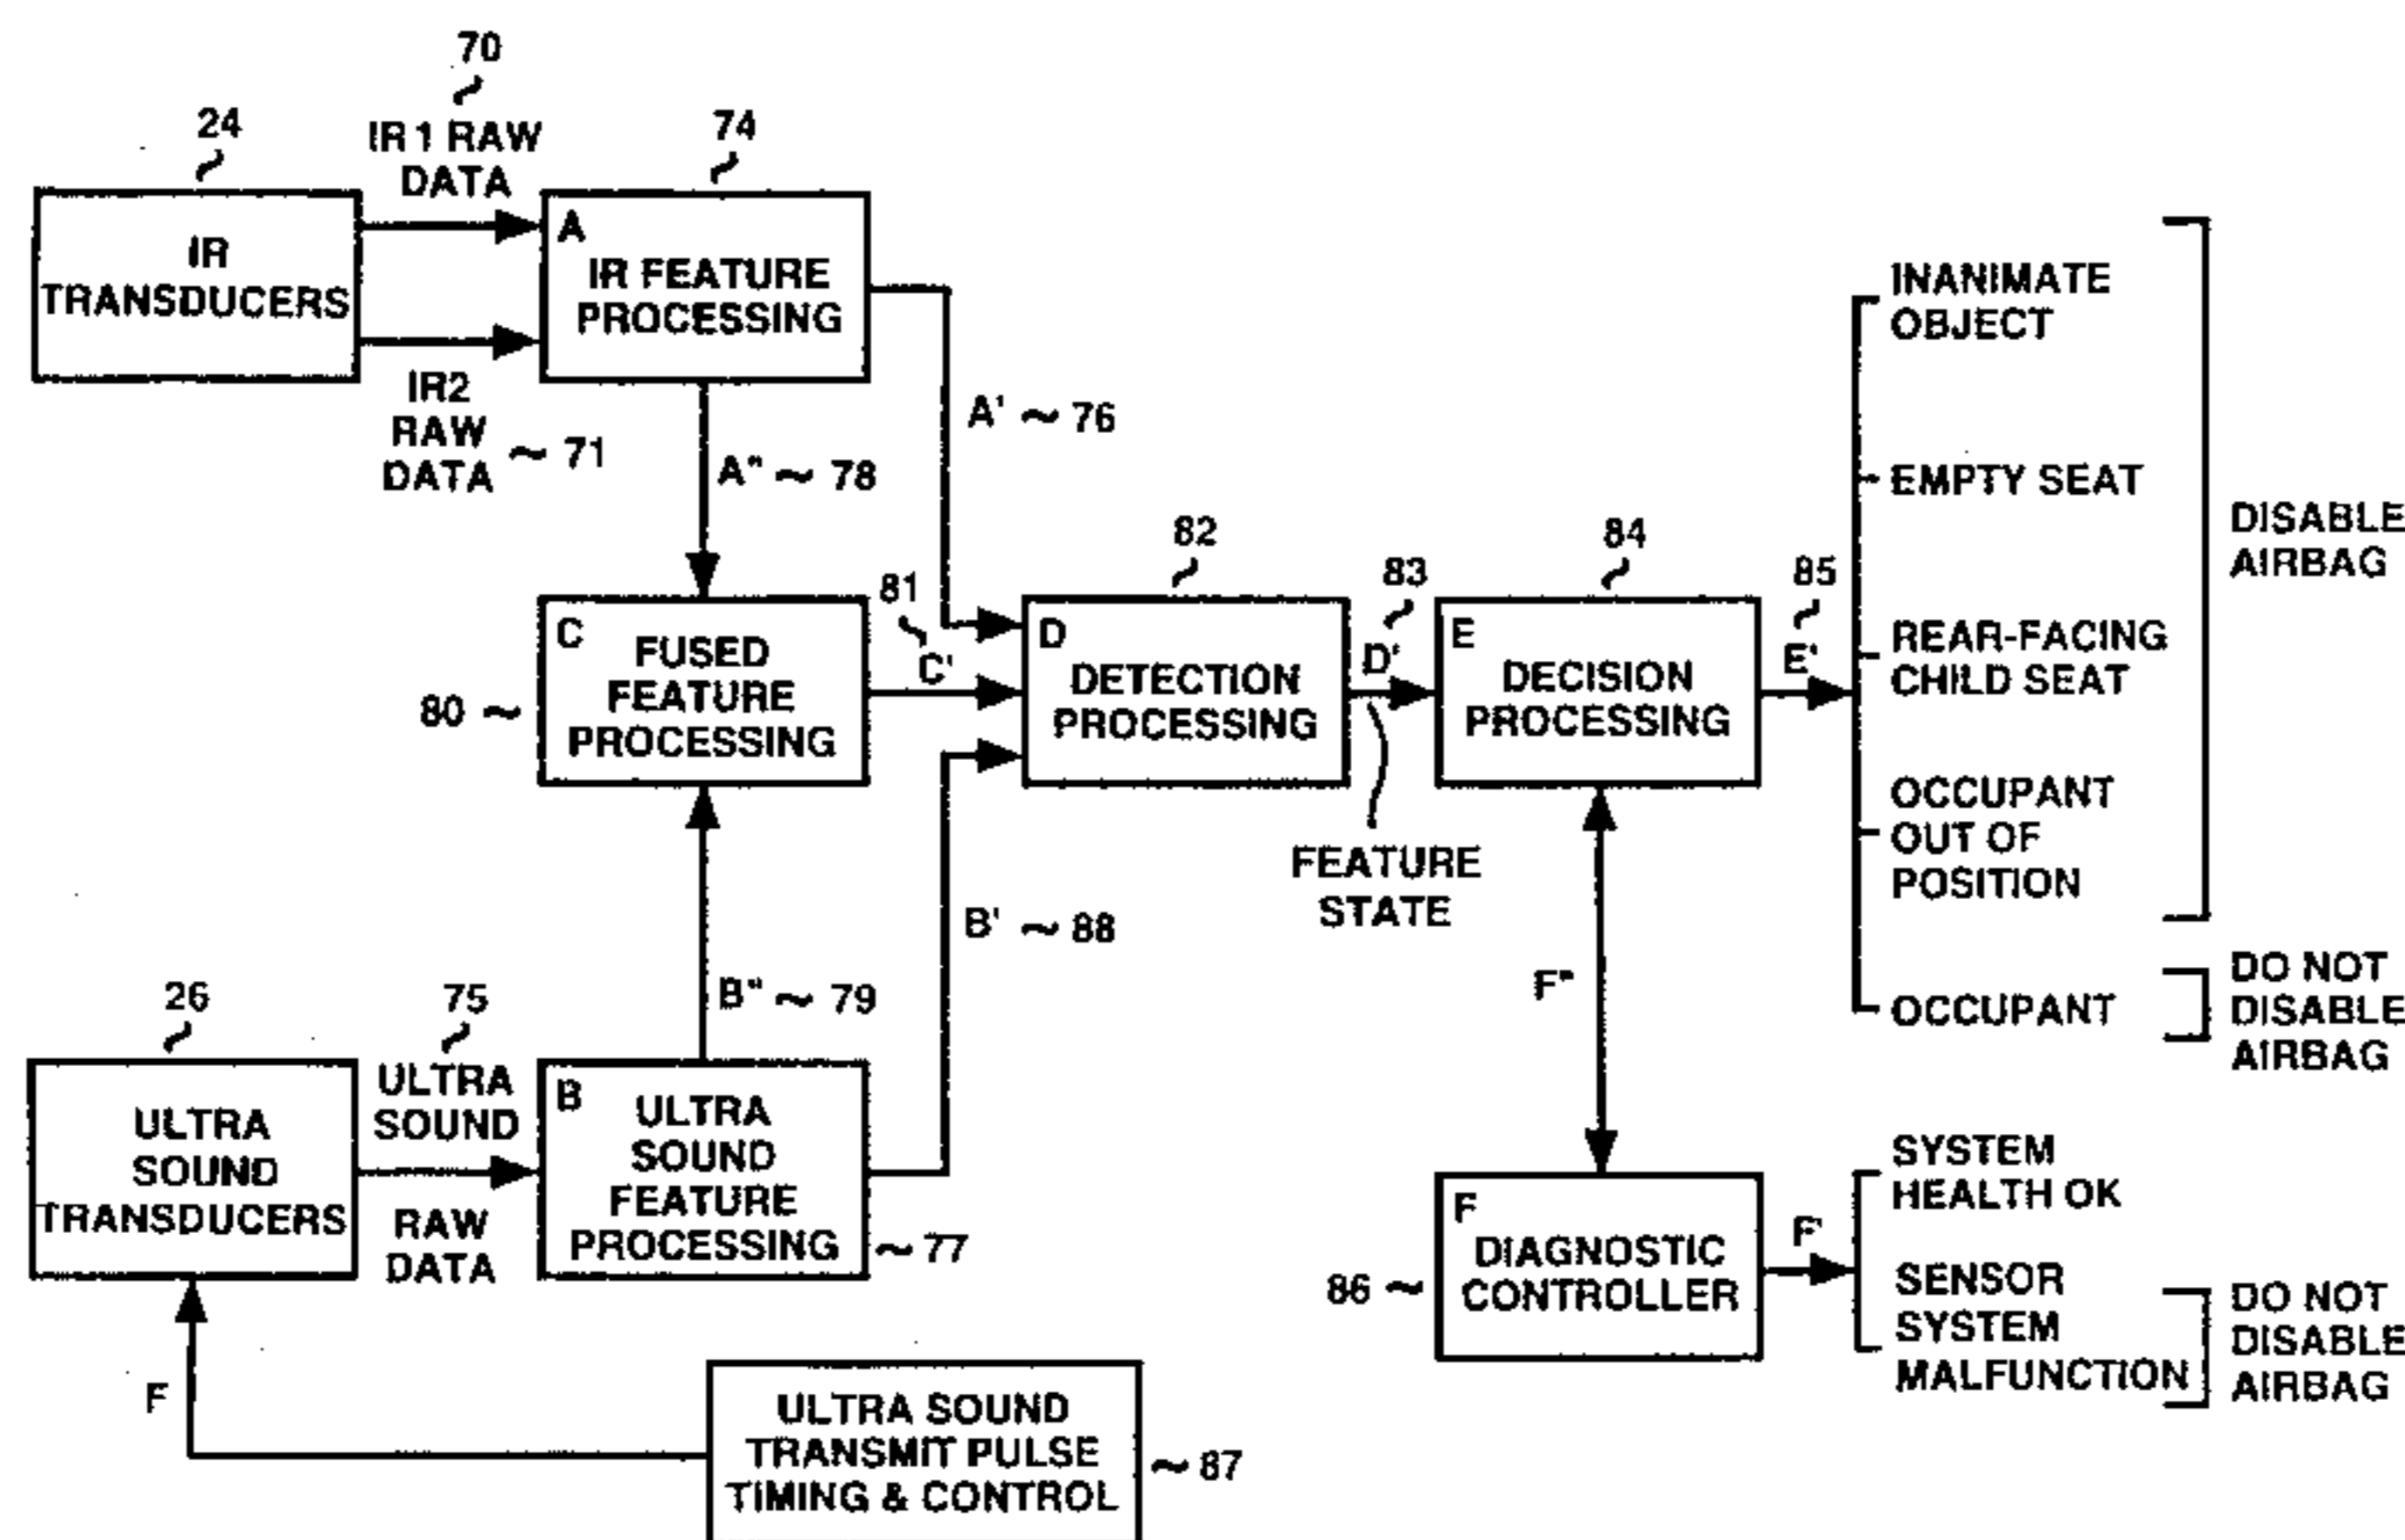 70
24
IR 1 RAW
DATA
74
IR
TRANSDUCERS
A
IR FEATURE
PROCESSING
IR2
RAW
DATA
~ 71
A' ~ 76
A" ~ 78
INANIMATE
OBJECT
EMPTY SEAT
REAR-FACING
CHILD SEAT
OCCUPANT
OUT OF
POSITION
OCCUPANT
DISABLE
AIRBAG
DO NOT
DISABLE
AIRBAG
80 ~
C
FUSED
FEATURE
PROCESSING
81
C'
82
D
DETECTION
PROCESSING
83
D'
FEATURE
STATE
84
E
DECISION
PROCESSING
85
E'
B' ~ 88
B" ~ 79
F"
26
ULTRA
SOUND
TRANSDUCERS
75
ULTRA
SOUND
RAW
DATA
B
ULTRA
SOUND
FEATURE
PROCESSING
~ 77
86 ~
F
DIAGNOSTIC
CONTROLLER
F'
SYSTEM
HEALTH OK
SENSOR
SYSTEM
MALFUNCTION
DO NOT
DISABLE
AIRBAG
F
ULTRA SOUND
TRANSMIT PULSE
TIMING & CONTROL
~ 87